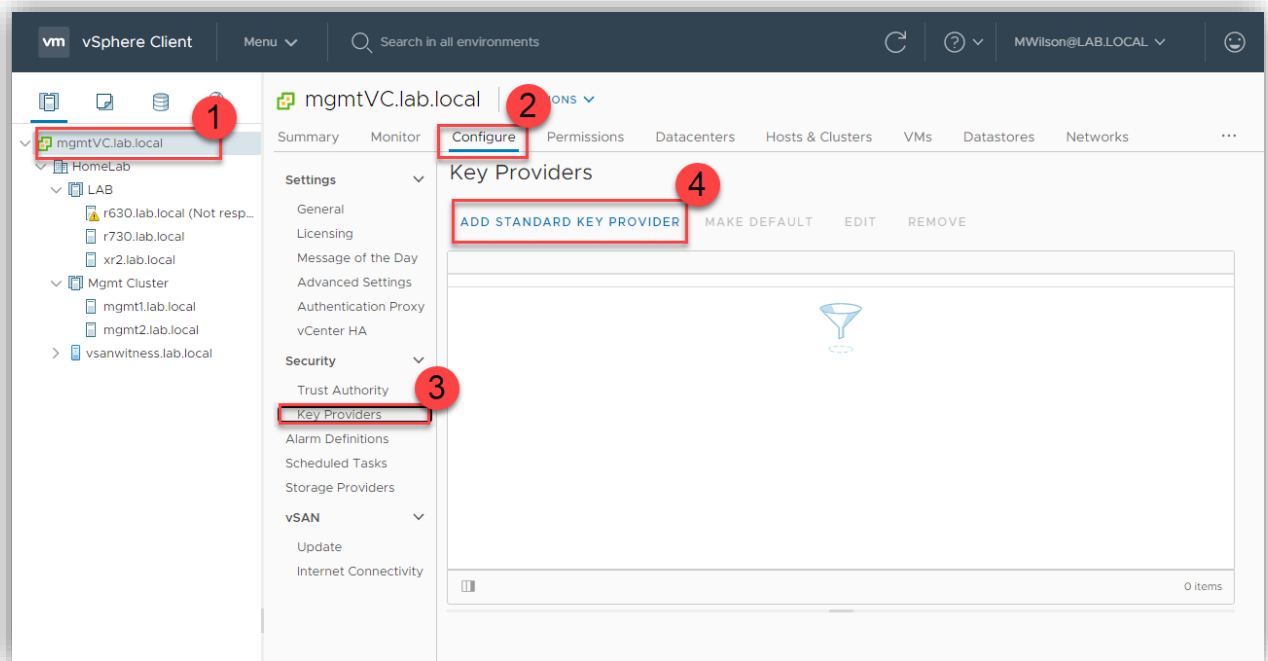 vm vSphere Client Menu Search in all environments MWilson@LAB.LOCAL
1
mgmtVC.lab.local
HomeLab
LAB
r630.lab.local (Not resp...
r730.lab.local
xr2.lab.local
Mgmt Cluster
mgmt1.lab.local
mgmt2.lab.local
vsanwitness.lab.local
mgmtVC.lab.local
2
Summary Monitor Configure Permissions Datacenters Hosts & Clusters VMs Datastores Networks ...
Settings
General
Licensing
Message of the Day
Advanced Settings
Authentication Proxy
vCenter HA
Security
Trust Authority
3
Key Providers
Alarm Definitions
Scheduled Tasks
Storage Providers
vSAN
Update
Internet Connectivity
Key Providers
4
ADD STANDARD KEY PROVIDER MAKE DEFAULT EDIT REMOVE
0 items